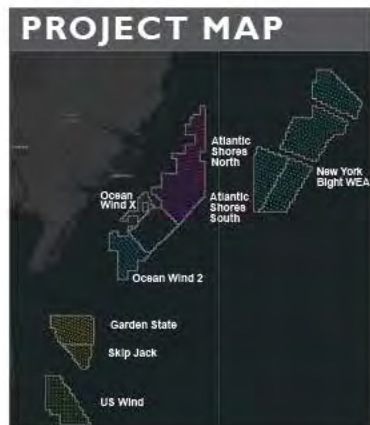 PROJECT MAP
Atlantic
Shores
North
New York
Bight WEA
Ocean
Wind X
Atlantic
Shores
South
Ocean Wind 2
Garden State
Skip Jack
US Wind